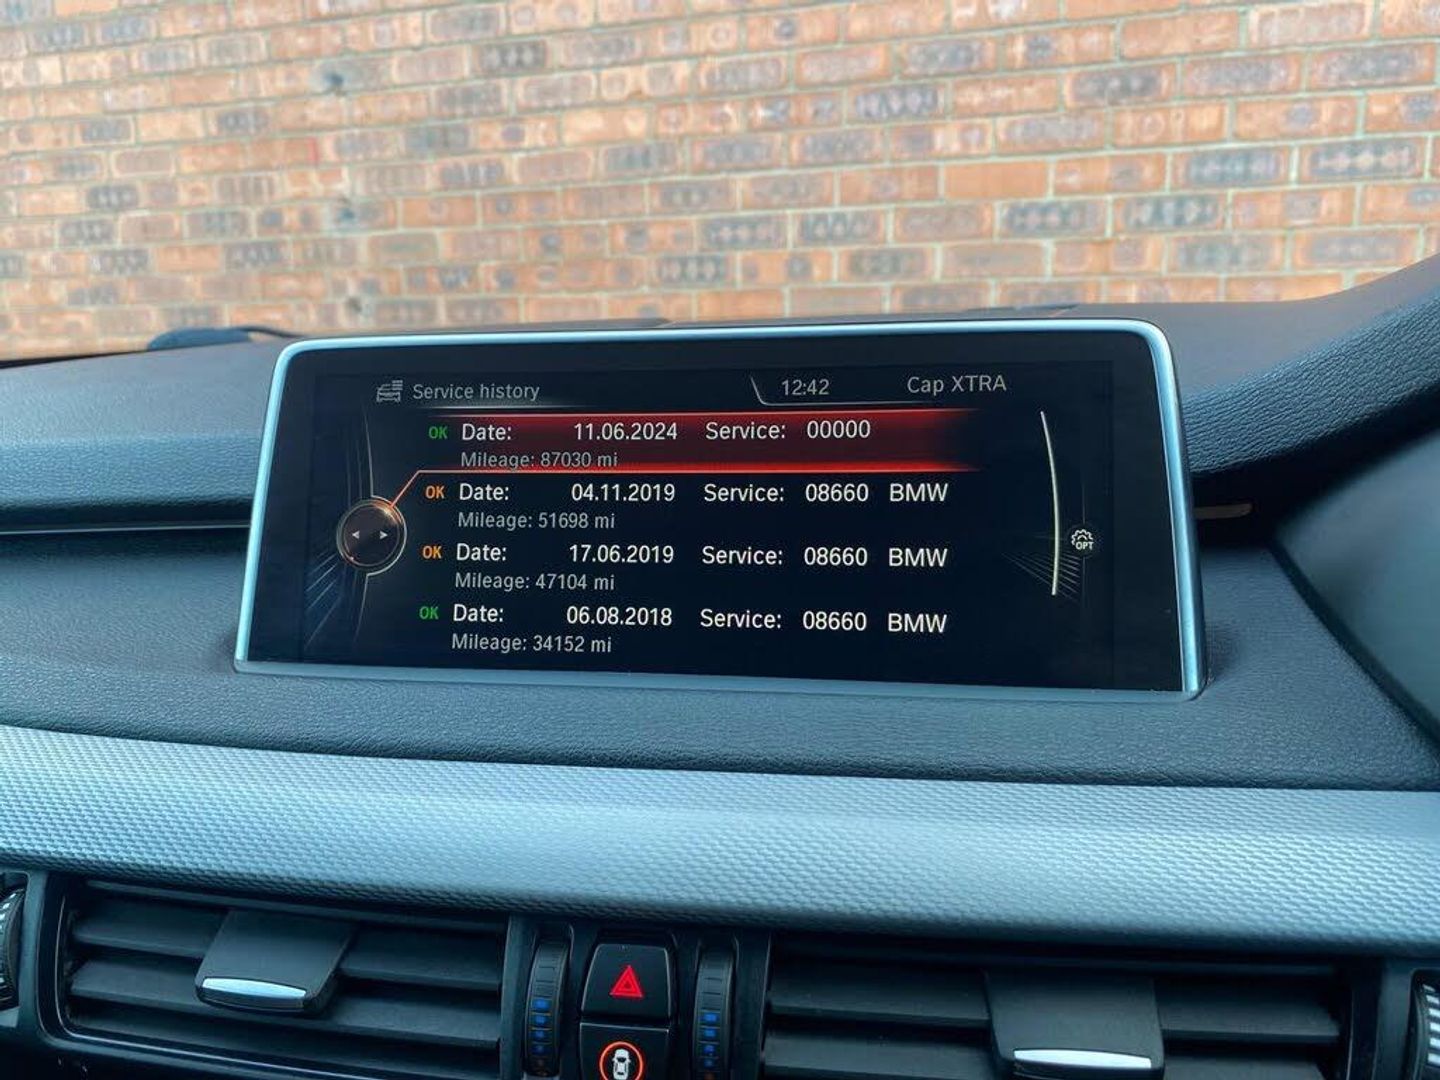 Service history 12:42 Cap XTRA
OK Date: 11.06.2024 Service: 00000
Mileage: 87030 mi
OK Date: 04.11.2019 Service: 08660 BMW
Mileage: 51698 mi
OK Date: 17.06.2019 Service: 08660 BMW
Mileage: 47104 mi
OPT
OK Date: 06.08.2018 Service: 08660 BMW
Mileage: 34152 mi